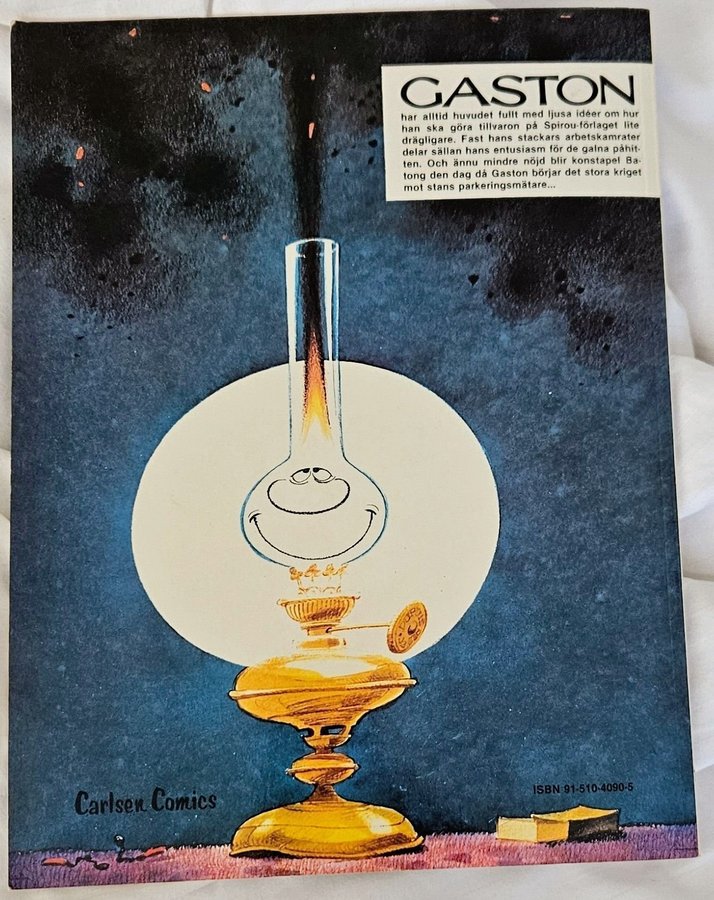 GASTON
har alltid huvudet fullt med ljusa idéer om hur
han ska göra tillvaron på Spirou-förlaget lite
drägligare. Fast hans stackars arbetskamrater
delar sällan hans entusiasm för de galna påhit-
ten. Och ännu mindre nöjd blir konstapel Ba-
tong den dag då Gaston börjar det stora kriget
mot stans parkeringsmätare...
Carlsen Comics
ISBN 91-510-4090-5